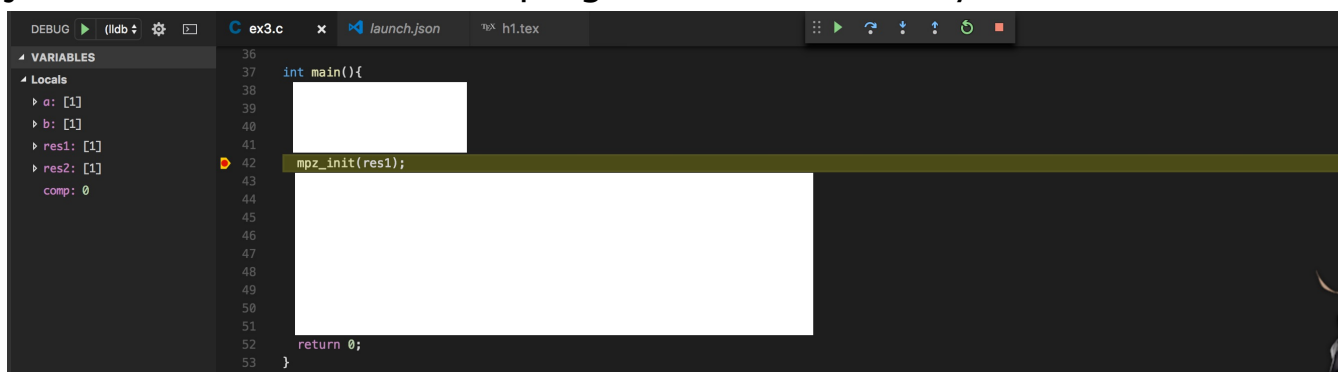 DEBUG (lldb
ex3.c x launch.json TEX h1.tex
VARIABLES
Locals
a: [1]
b: [1]
res1: [1]
res2: [1]
comp: 0
36
37 int main(){
38
39
40
41
42 mpz_init(res1);
43
44
45
46
47
48
49
50
51
52 return 0;
53 }